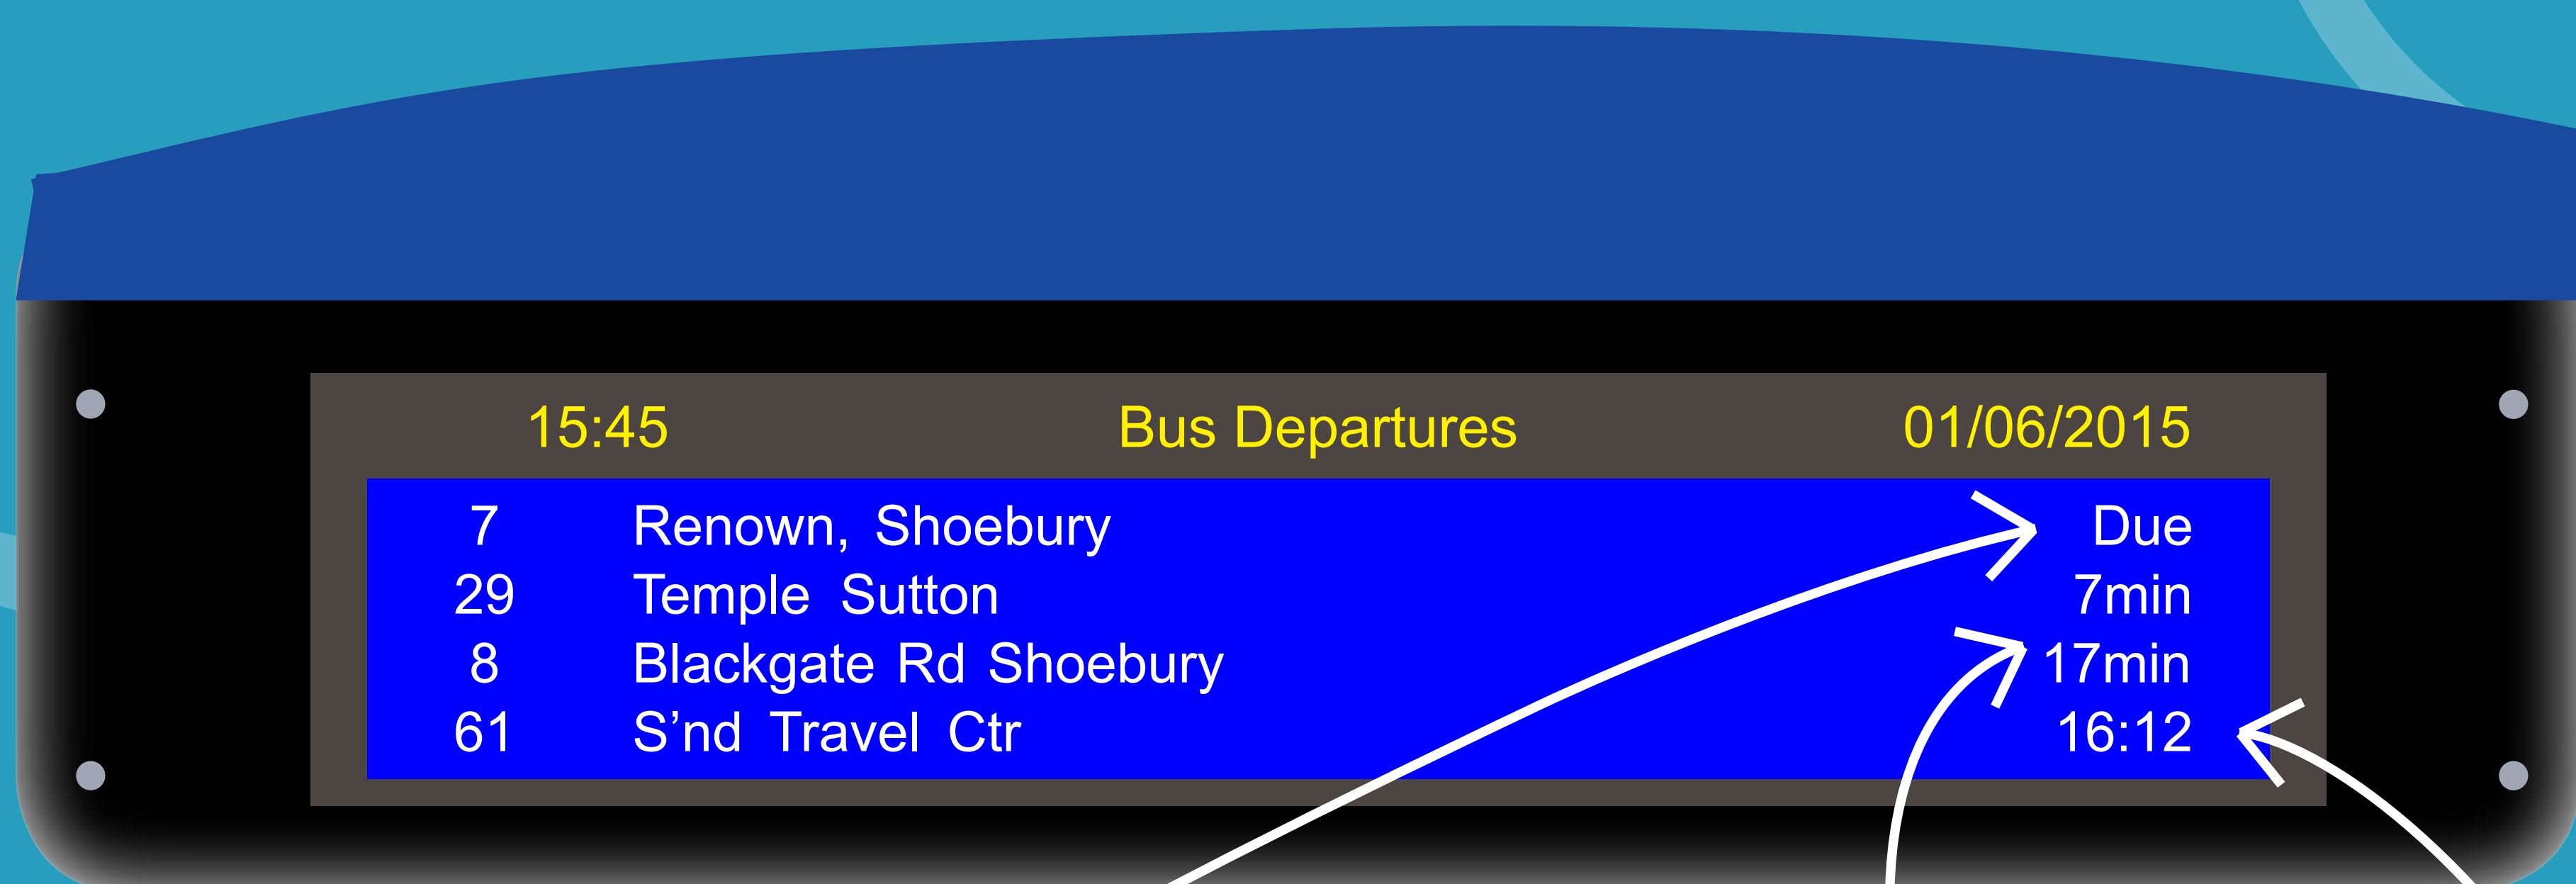 15:45 Bus Departures 01/06/2015
7 Renown, Shoebury Due
29 Temple Sutton 7min
8 Blackgate Rd Shoebury 17min
61 S’nd Travel Ctr 16:12